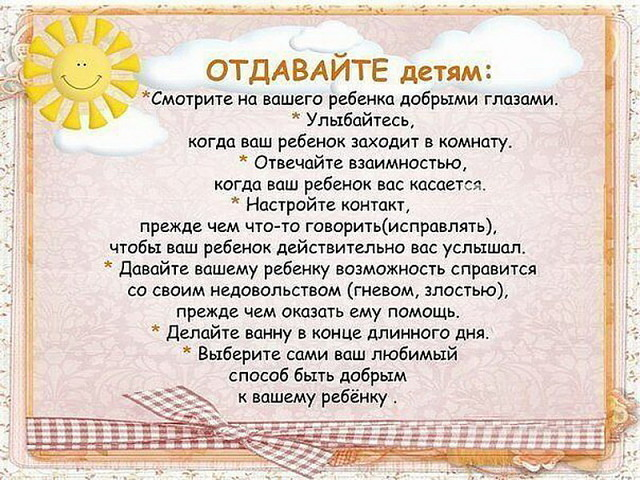 ОТДАВАЙТЕ детям:
*Смотрите на вашего ребенка добрыми глазами.
* Улыбайтесь,
когда ваш ребенок заходит в комнату.
* Отвечайте взаимностью,
когда ваш ребенок вас касается.
* Настройте контакт,
прежде чем что-то говорить(исправлять),
чтобы ваш ребенок действительно вас услышал.
* Давайте вашему ребенку возможность справится
со своим недовольством (гневом, злостью),
прежде чем оказать ему помощь.
* Делайте ванну в конце длинного дня.
* Выберите сами ваш любимый
способ быть добрым
к вашему ребёнку .